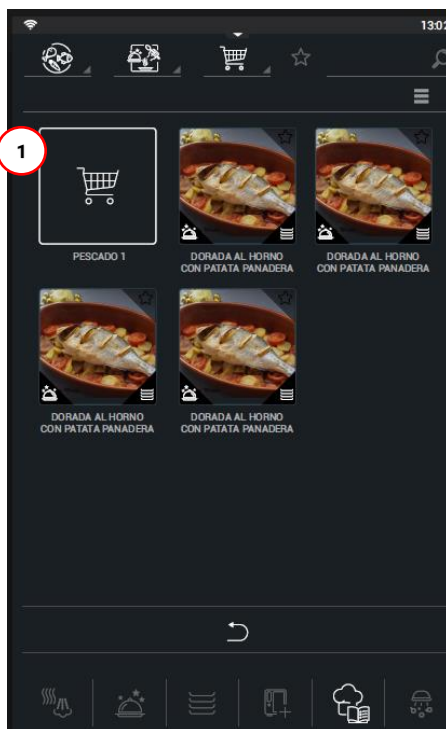 13:02
1
PESCADO 1
DORADA AL HORNO
CON PATATA PANADERA
DORADA AL HORNO
CON PATATA PANADERA
DORADA AL HORNO
CON PATATA PANADERA
DORADA AL HORNO
CON PATATA PANADERA